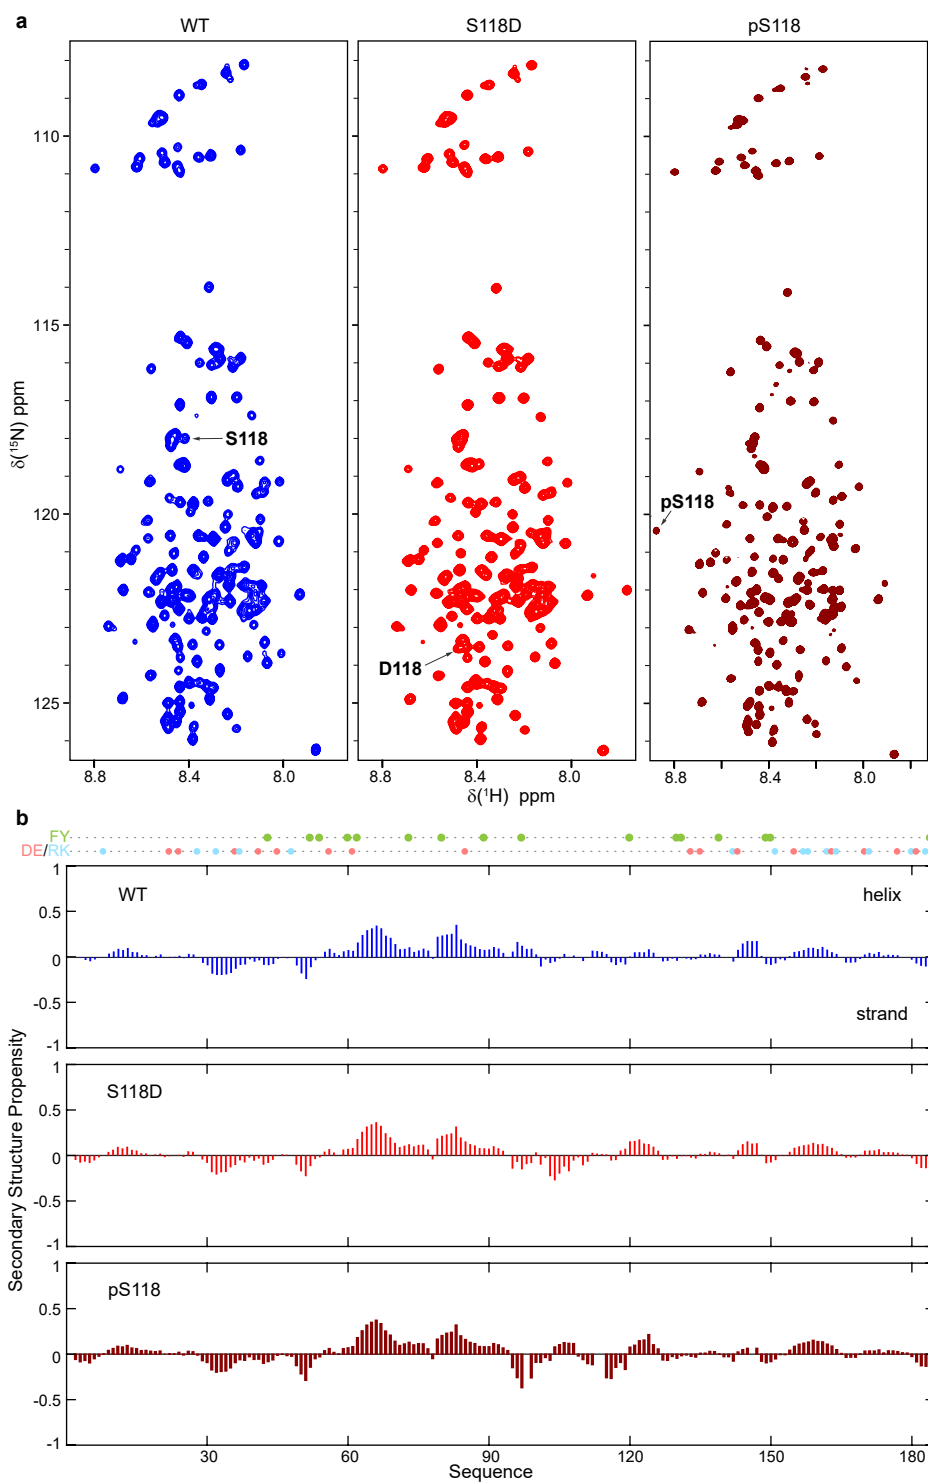 a
WT
S118D
pS118
110
115
120
125
δ(¹⁵N) ppm
S118
D118
pS118
8.8
8.4
8.0
8.8
8.4
8.0
8.8
8.4
8.0
δ(¹H) ppm
b
FY
DE/RK
1
0.5
0
-0.5
-1
WT
helix
strand
1
0.5
0
-0.5
-1
S118D
1
0.5
0
-0.5
-1
pS118
Secondary Structure Propensity
30
60
90
120
150
180
Sequence